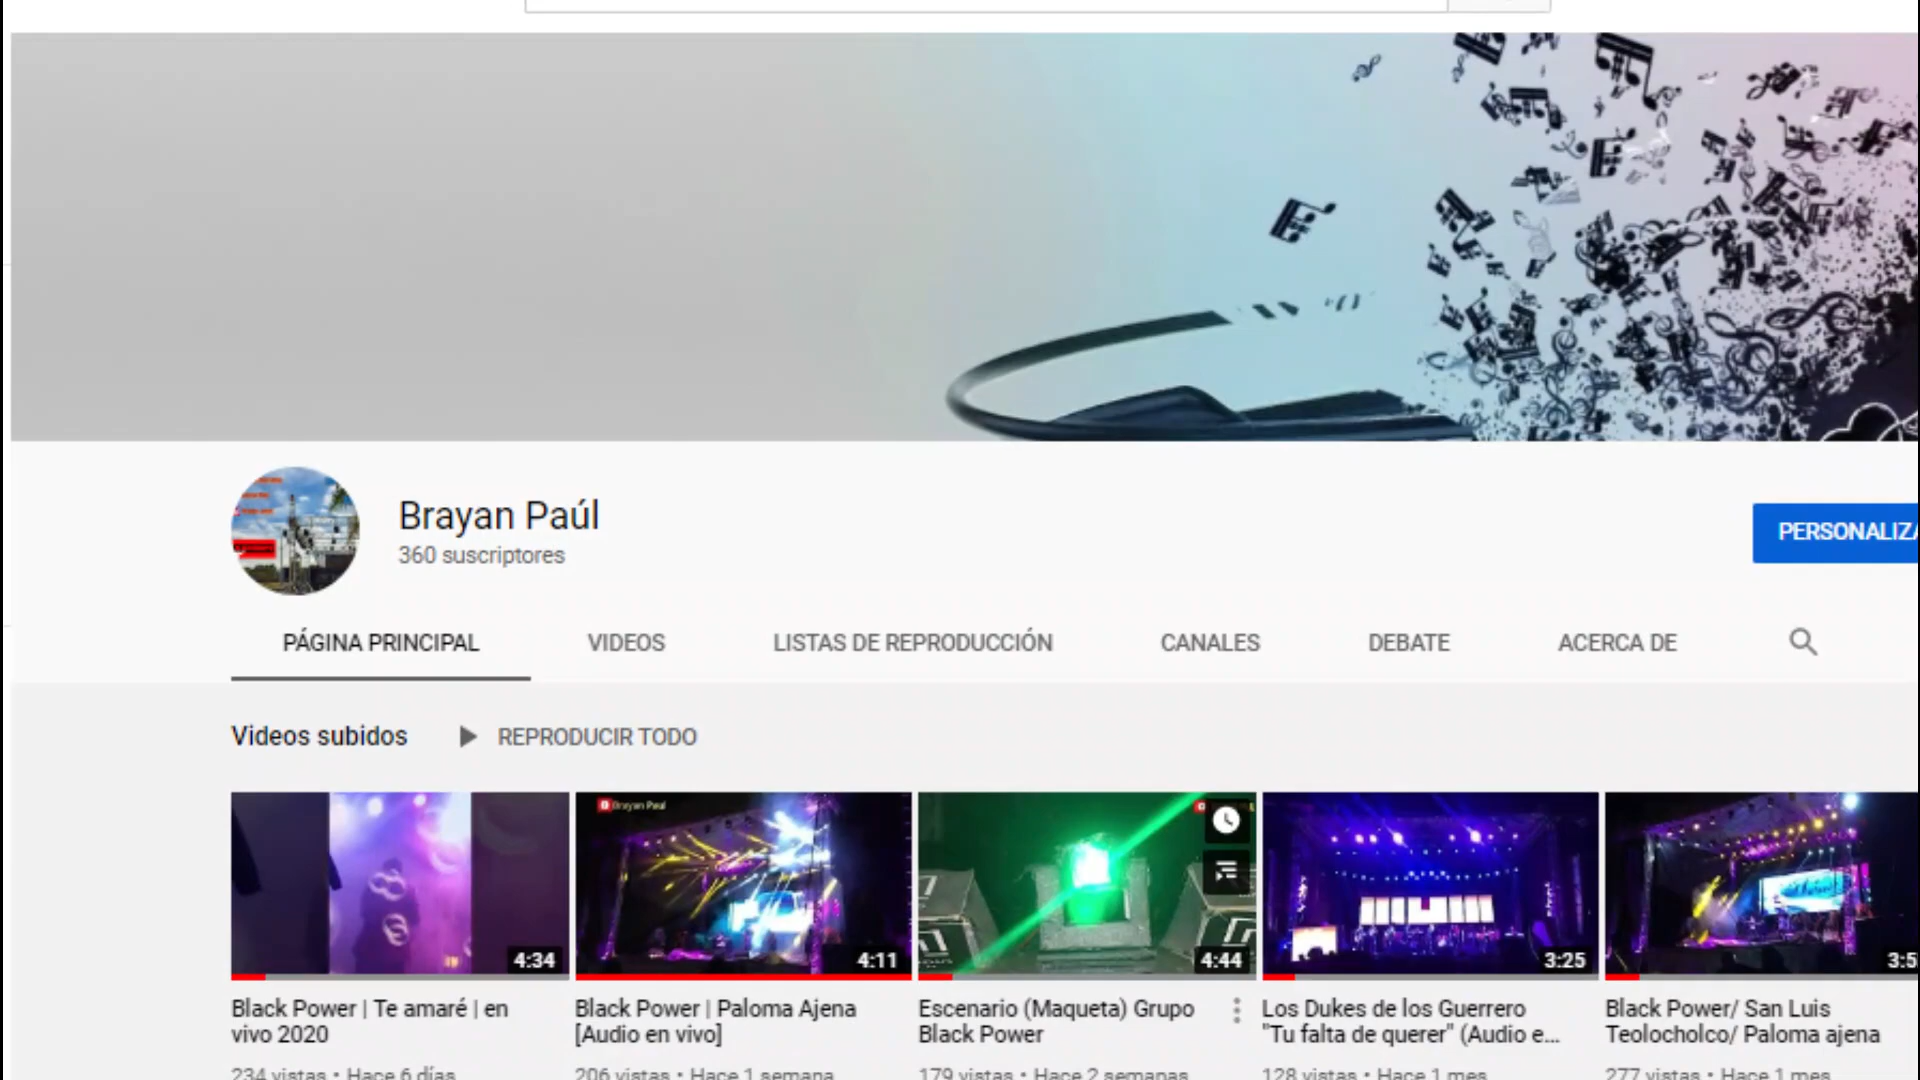 Brayan Paúl
360 suscriptores
PERSONALIZA
PÁGINA PRINCIPAL
VIDEOS
LISTAS DE REPRODUCCIÓN
CANALES
DEBATE
ACERCA DE
Videos subidos
REPRODUCIR TODO
4:34
Brayan Paul
4:11
4:44
3:25
3:5
Black Power | Te amaré | en
vivo 2020
234 vistas • Hace 6 días
Black Power | Paloma Ajena
[Audio en vivo]
206 vistas • Hace 1 semana
Escenario (Maqueta) Grupo
Black Power
179 vistas • Hace 2 semanas
Los Dukes de los Guerrero
"Tu falta de querer" (Audio e...
128 vistas • Hace 1 mes
Black Power/ San Luis
Teolocholco/ Paloma ajena
277 vistas • Hace 1 mes